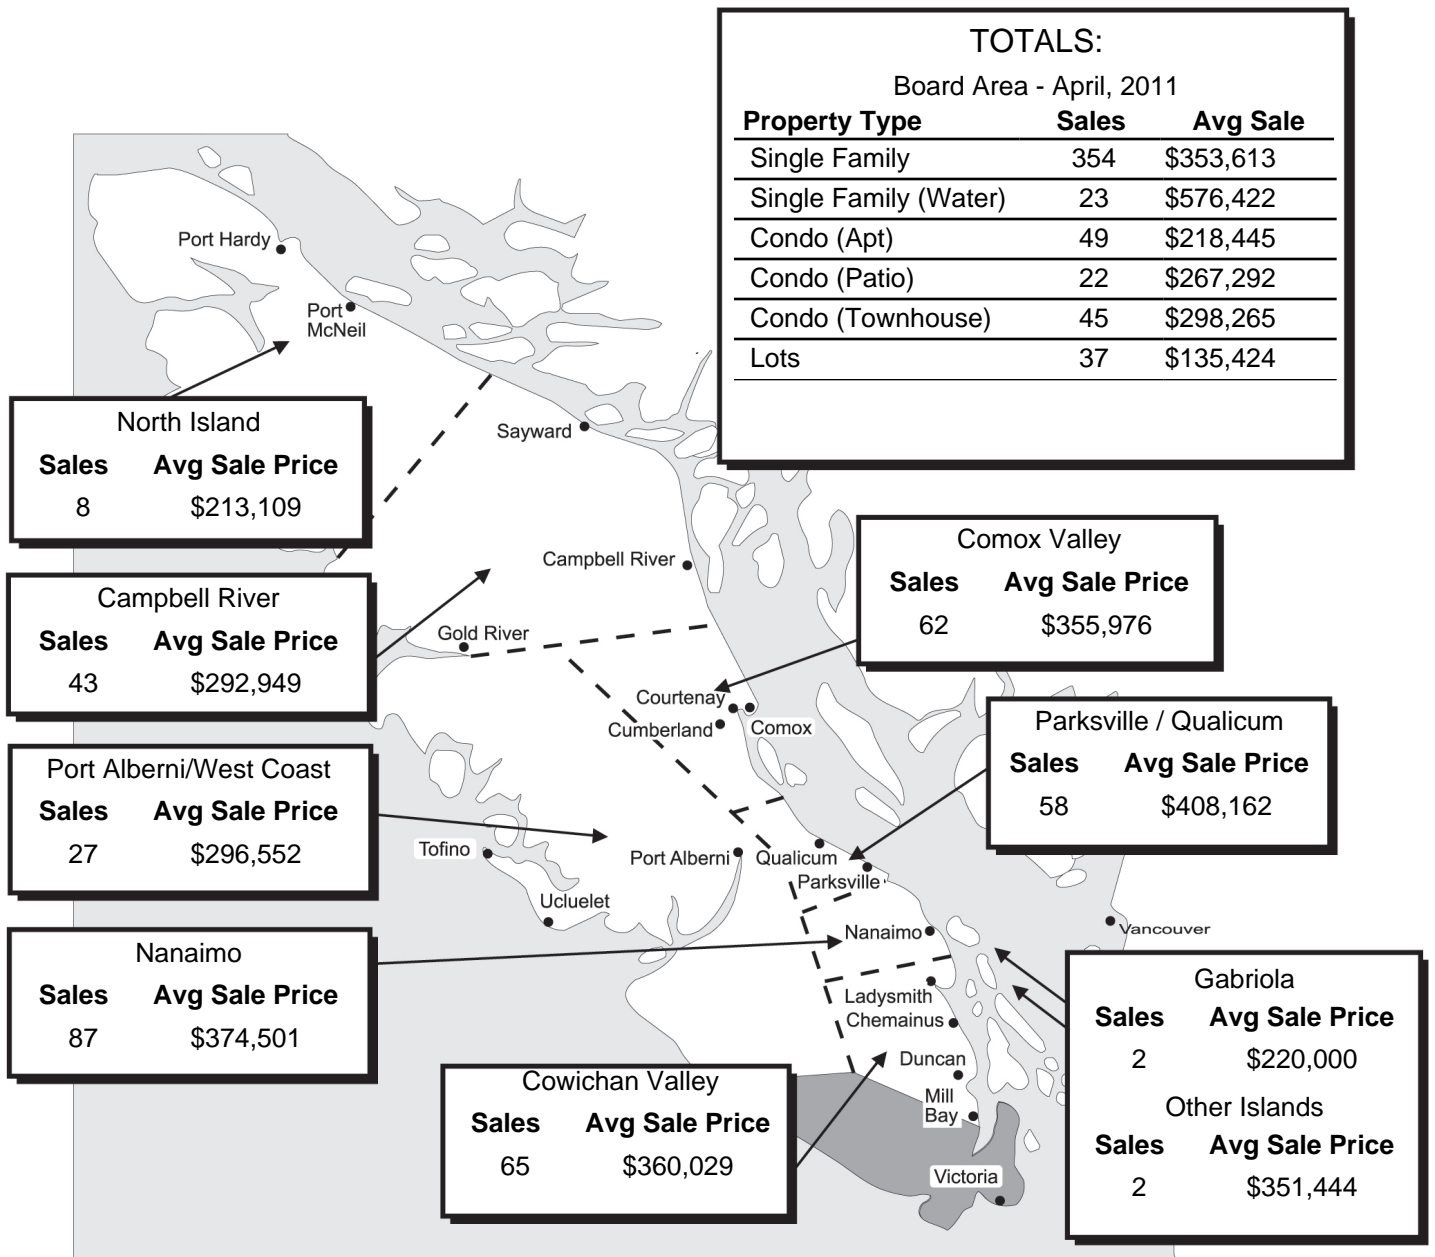 TOTALS:
Board Area - April, 2011
Property Type Sales Avg Sale
Single Family 354 $353,613
Single Family (Water) 23 $576,422
Condo (Apt) 49 $218,445
Condo (Patio) 22 $267,292
Condo (Townhouse) 45 $298,265
Lots 37 $135,424
Port Hardy
Port
McNeil
North Island
Sales Avg Sale Price
8 $213,109
Sayward
Campbell River
Comox Valley
Sales Avg Sale Price
62 $355,976
Campbell River
Sales Avg Sale Price
43 $292,949
Gold River
Courtenay
Cumberland
Comox
Parksville / Qualicum
Sales Avg Sale Price
58 $408,162
Port Alberni/West Coast
Sales Avg Sale Price
27 $296,552
Tofino
Port Alberni
Qualicum
Parksville
Ucluelet
Nanaimo
Vancouver
Nanaimo
Sales Avg Sale Price
87 $374,501
Ladysmith
Chemainus
Duncan
Mill
Bay
Gabriola
Sales Avg Sale Price
2 $220,000
Other Islands
Sales Avg Sale Price
2 $351,444
Cowichan Valley
Sales Avg Sale Price
65 $360,029
Victoria